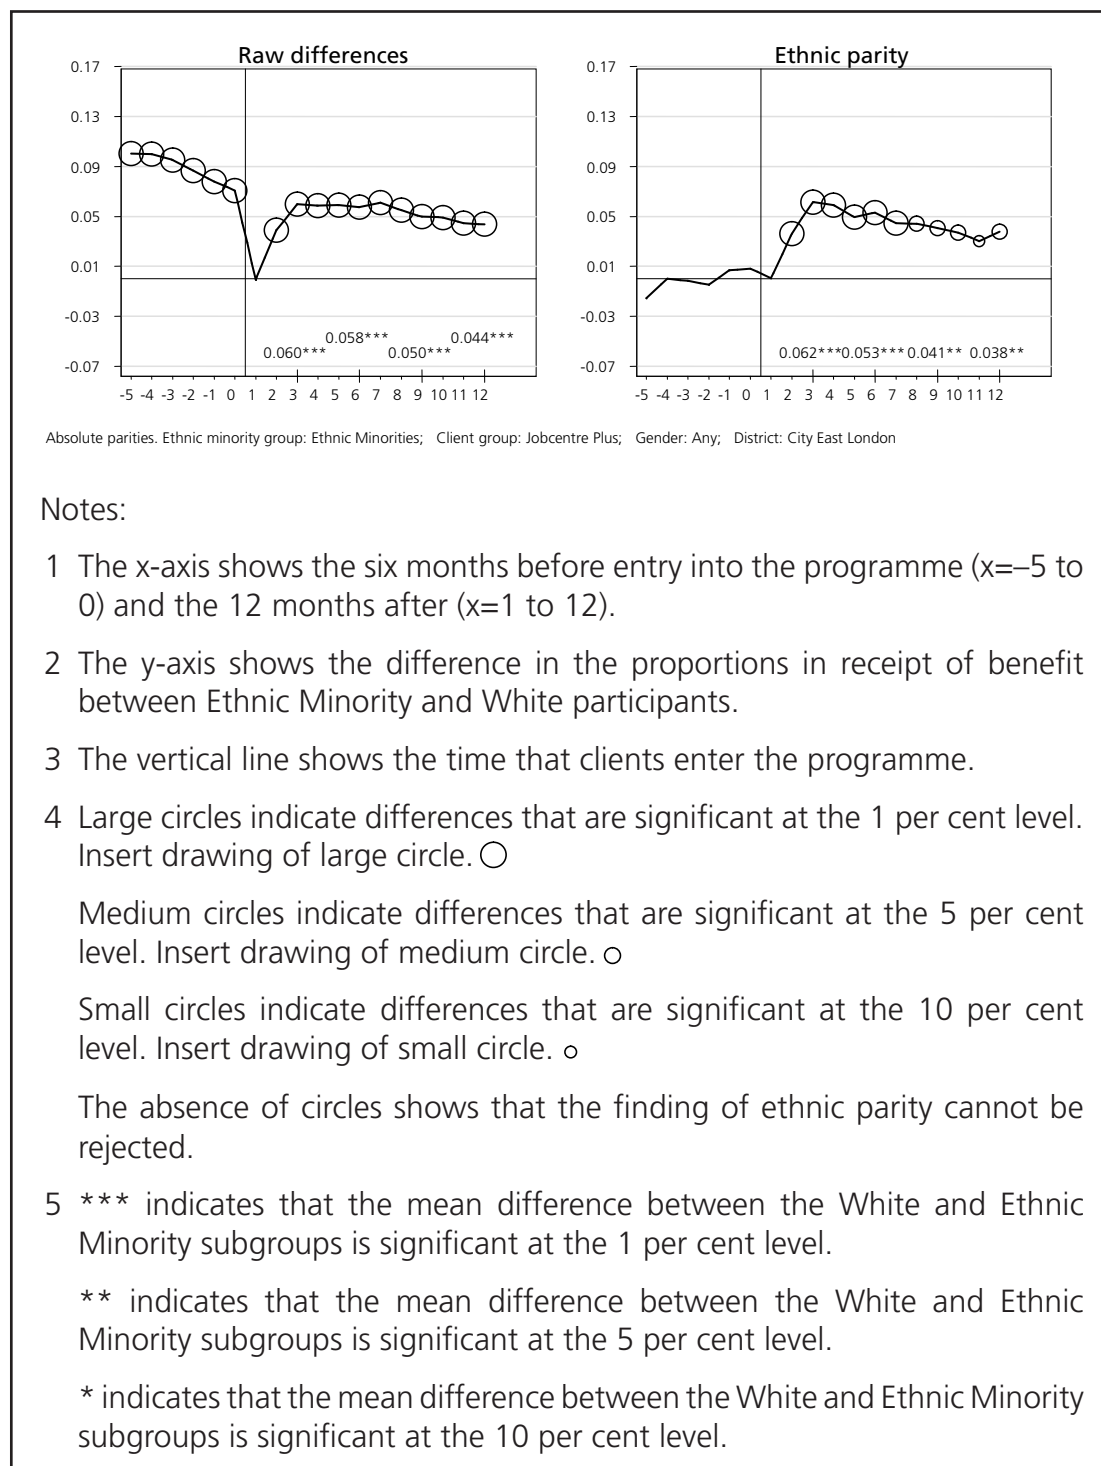 Raw differences
0.17
0.13
0.09
0.05
0.01
-0.03
-0.07
0.060***
0.058***
0.050***
0.044***
-5 -4 -3 -2 -1 0 1 2 3 4 5 6 7 8 9 10 11 12
Ethnic parity
0.17
0.13
0.09
0.05
0.01
-0.03
-0.07
0.062***
0.053***
0.041**
0.038**
-5 -4 -3 -2 -1 0 1 2 3 4 5 6 7 8 9 10 11 12
Absolute parities. Ethnic minority group: Ethnic Minorities; Client group: Jobcentre Plus; Gender: Any; District: City East London
Notes:
1 The x-axis shows the six months before entry into the programme (x=–5 to
0) and the 12 months after (x=1 to 12).
2 The y-axis shows the difference in the proportions in receipt of benefit
between Ethnic Minority and White participants.
3 The vertical line shows the time that clients enter the programme.
4 Large circles indicate differences that are significant at the 1 per cent level.
Insert drawing of large circle.
Medium circles indicate differences that are significant at the 5 per cent
level. Insert drawing of medium circle.
Small circles indicate differences that are significant at the 10 per cent
level. Insert drawing of small circle.
The absence of circles shows that the finding of ethnic parity cannot be
rejected.
5 *** indicates that the mean difference between the White and Ethnic
Minority subgroups is significant at the 1 per cent level.
** indicates that the mean difference between the White and Ethnic
Minority subgroups is significant at the 5 per cent level.
* indicates that the mean difference between the White and Ethnic Minority
subgroups is significant at the 10 per cent level.